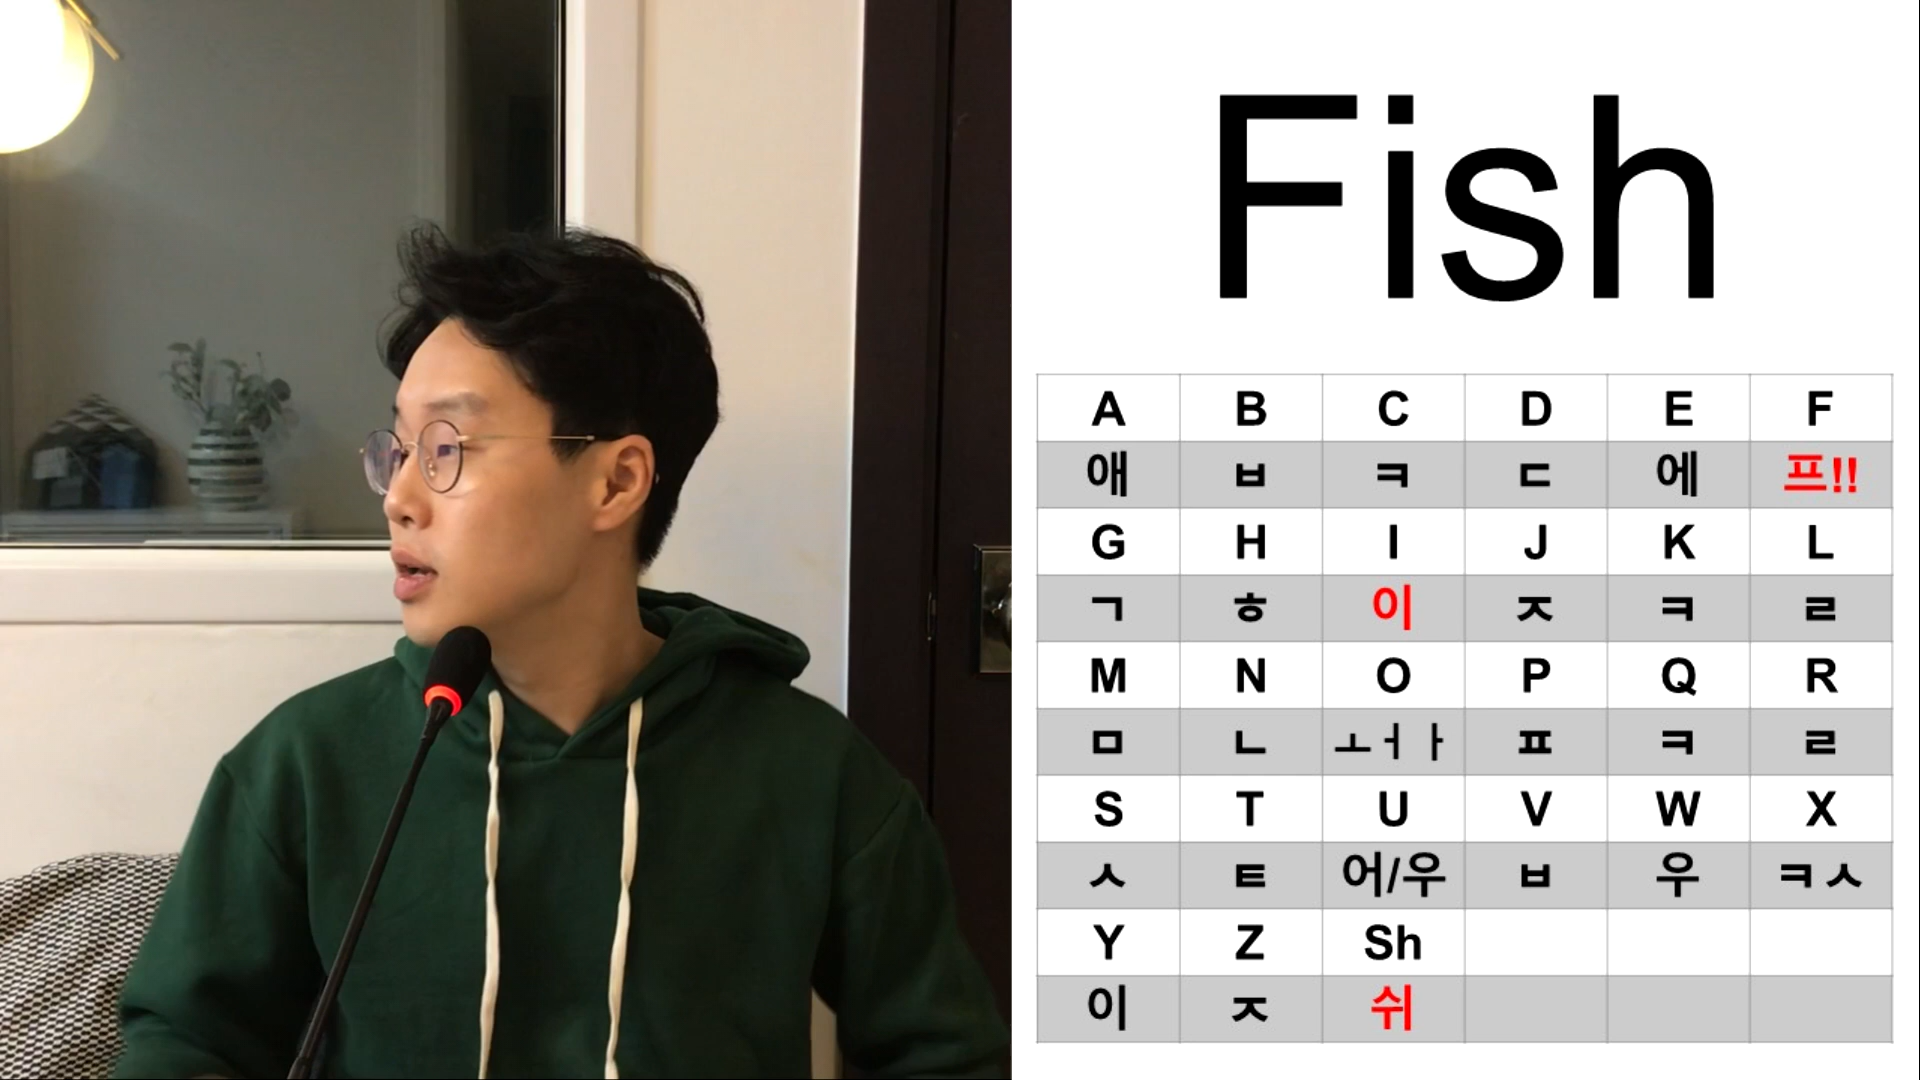 Fish
A B C D E F
애 ㅂ ㅋ ㄷ 에 프!!
G H I J K L
ㄱ ㅎ 이 ㅈ ㅋ ㄹ
M N O P Q R
ㅁ ㄴ ㅗㅓㅏ ㅍ ㅋ ㄹ
S T U V W X
ㅅ ㅌ 어/우 ㅂ 우 ㅋㅅ
Y Z Sh
이 ㅈ 쉬